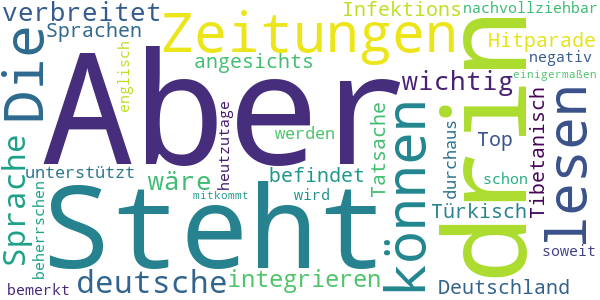 verbreitet
Infektions
nachvollziehbar
Sprachen
Zeitungen
Hitparade
Die
englisch
Aber
angesichts
negativ
wichtig
einigermaßen
drin
lesen
Sprache
unterstützt
wäre
heutzutage
werden
befindet
Tatsache
können
durchaus
Top
Tibetanisch
schon
beherrschen
Steht
mitkommt
wird
Türkisch
soweit
bemerkt
deutsche
integrieren
Deutschland